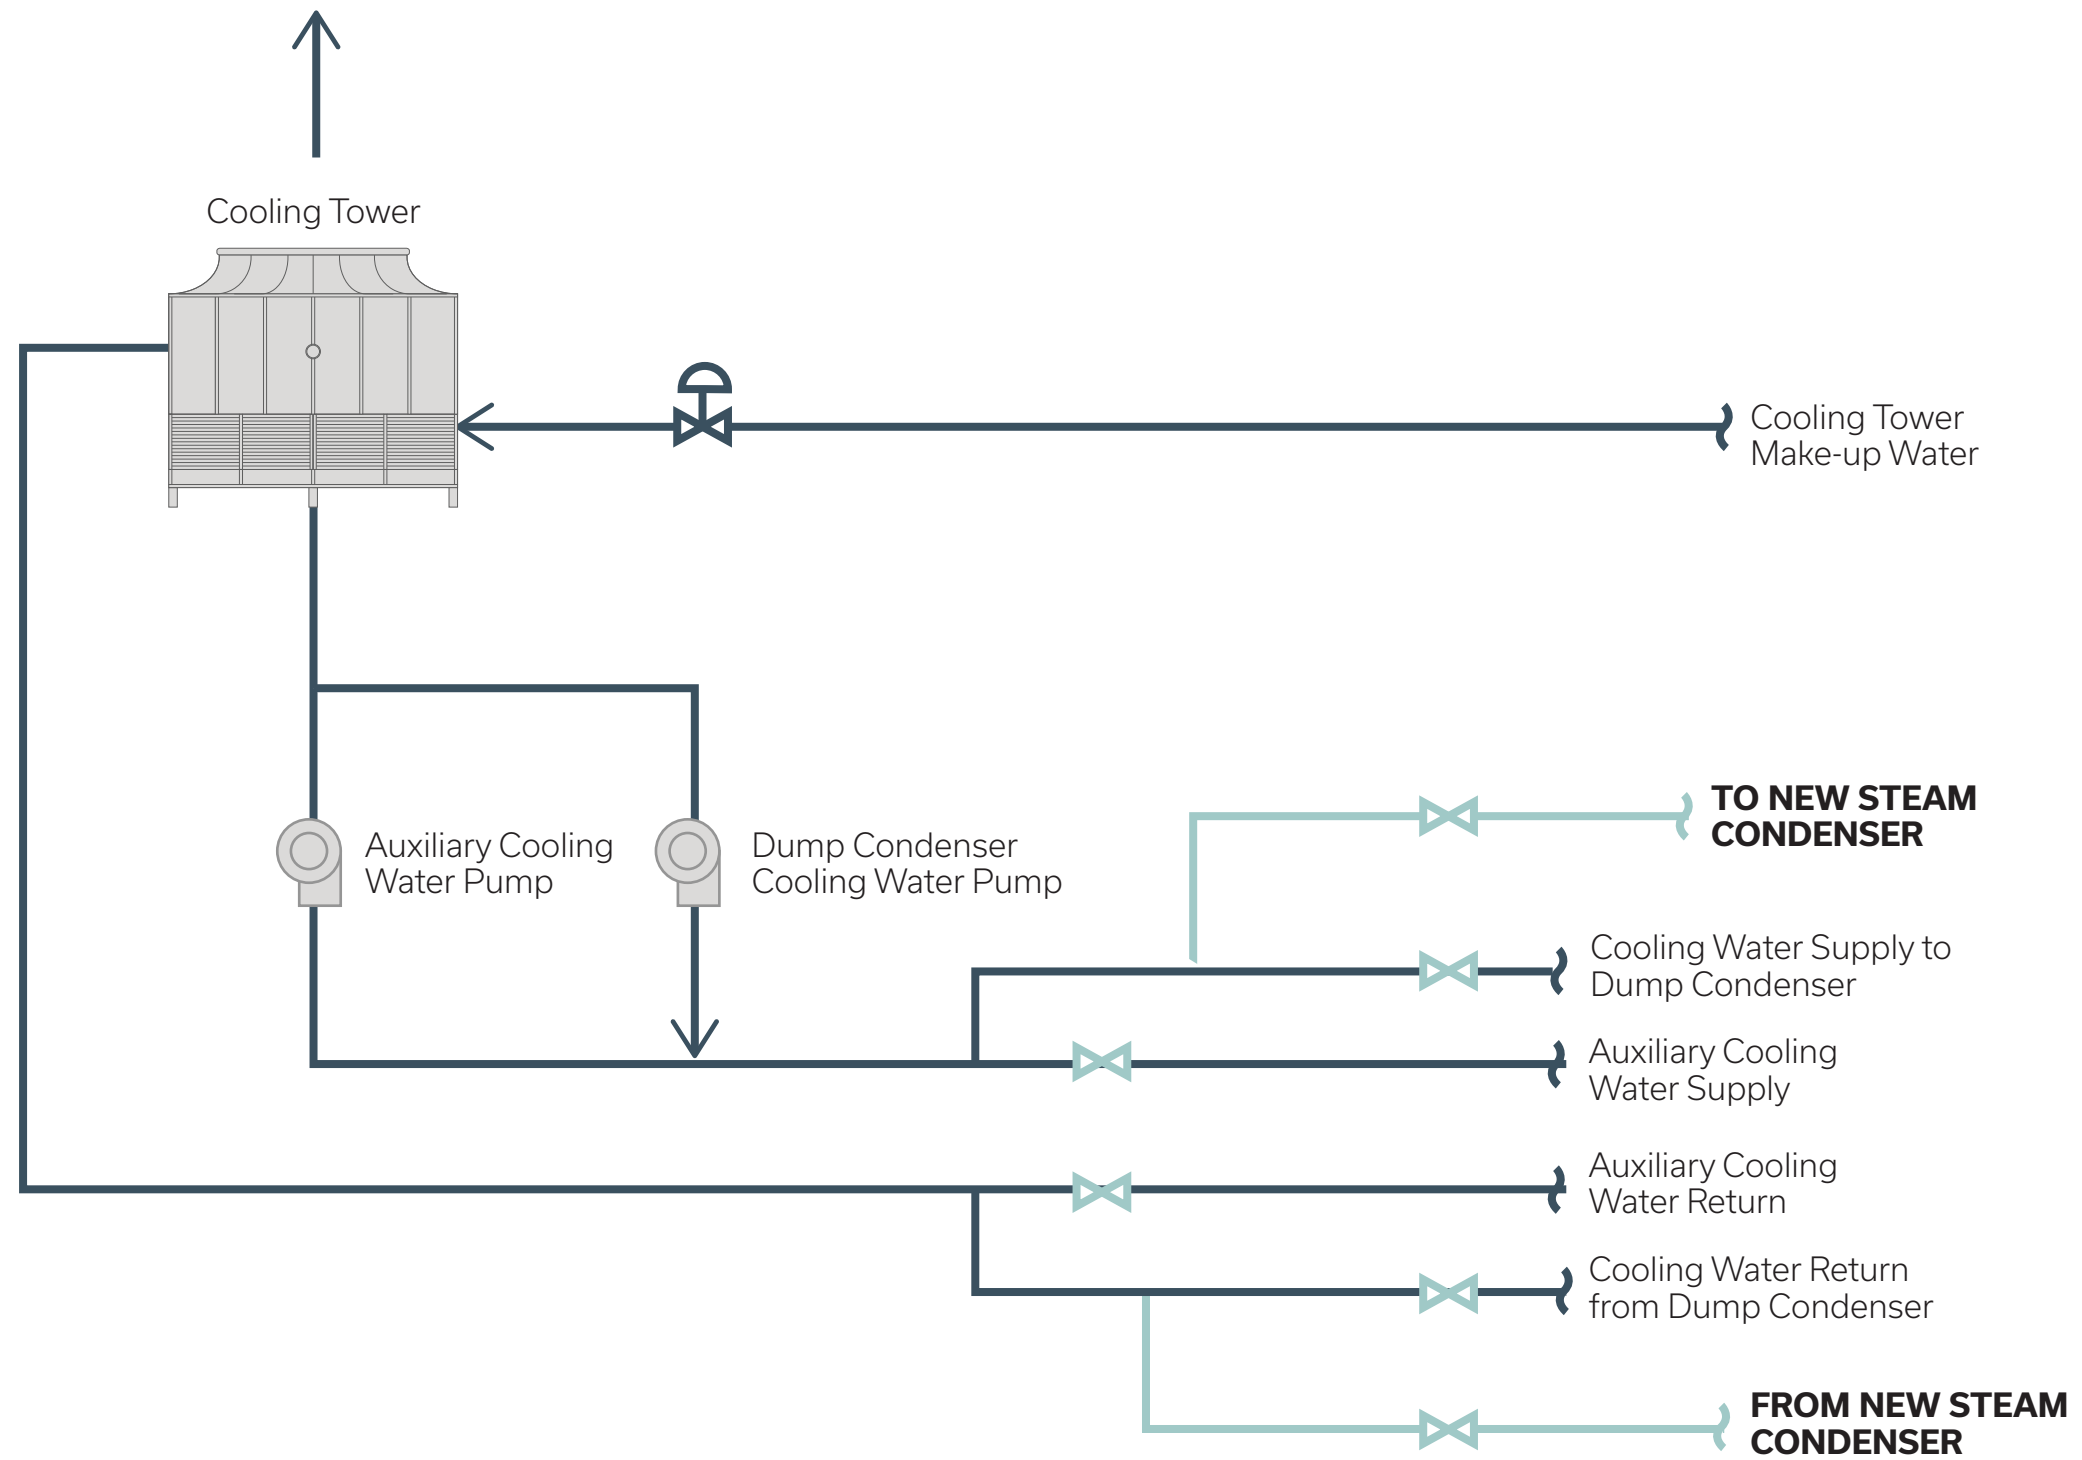 Cooling Tower
Cooling Tower
Make-up Water
Auxiliary Cooling
Water Pump
Dump Condenser
Cooling Water Pump
TO NEW STEAM
CONDENSER
Cooling Water Supply to
Dump Condenser
Auxiliary Cooling
Water Supply
Auxiliary Cooling
Water Return
Cooling Water Return
from Dump Condenser
FROM NEW STEAM
CONDENSER